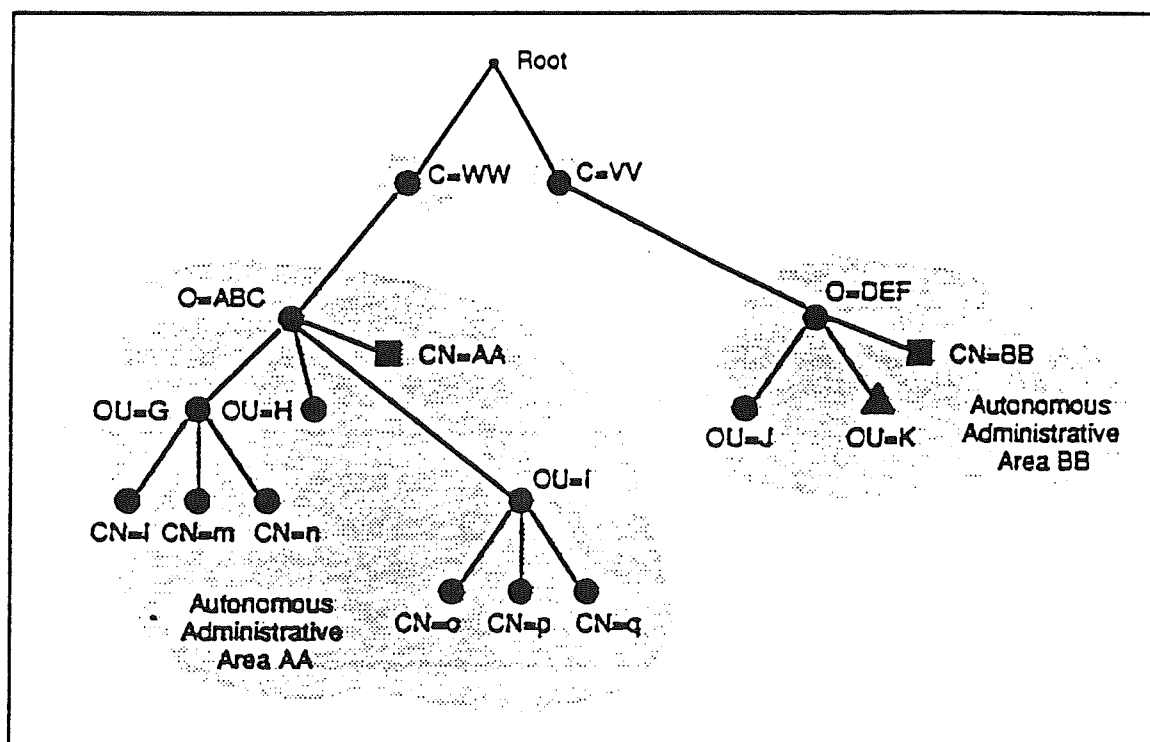 Root
C=WW
C=VV
O=ABC
O=DEF
CN=AA
CN=BB
OU=G
OU=H
OU=J
OU=K
Autonomous
Administrative
Area BB
OU=I
CN=l
CN=m
CN=n
CN=o
CN=p
CN=q
Autonomous
Administrative
Area AA